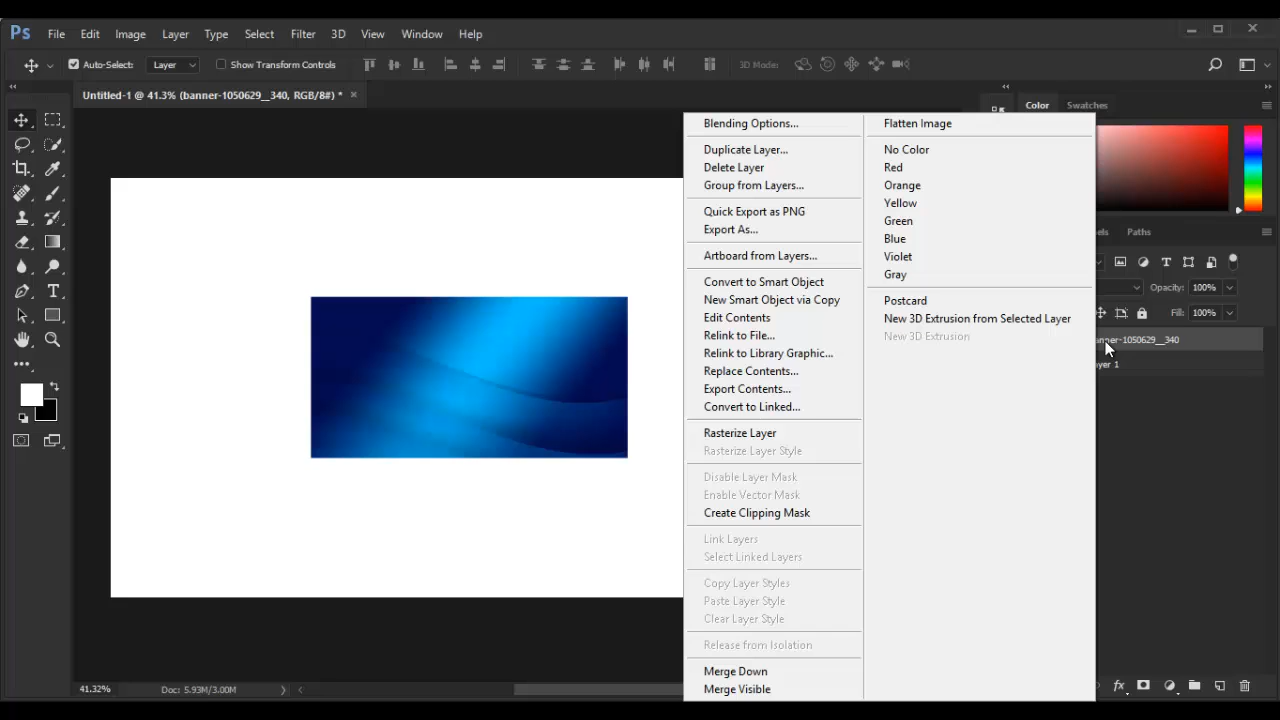 Ps File Edit Image Layer Type Select Filter 3D View Window Help
Auto-Select: Layer Show Transform Controls 3D Mode:
Untitled-1 @ 41.3% (banner-1050629__340, RGB/8#) *
Color Swatches
Blending Options...
Duplicate Layer...
Delete Layer
Group from Layers...
Quick Export as PNG
Export As...
Artboard from Layers...
Convert to Smart Object
New Smart Object via Copy
Edit Contents
Relink to File...
Relink to Library Graphic...
Replace Contents...
Export Contents...
Convert to Linked...
Rasterize Layer
Rasterize Layer Style
Disable Layer Mask
Enable Vector Mask
Create Clipping Mask
Link Layers
Select Linked Layers
Copy Layer Styles
Paste Layer Style
Clear Layer Style
Release from Isolation
Merge Down
Merge Visible
Flatten Image
No Color
Red
Orange
Yellow
Green
Blue
Violet
Gray
Postcard
New 3D Extrusion from Selected Layer
New 3D Extrusion
els Paths
Opacity: 100%
Fill: 100%
anner-1050629__340
ayer 1
41.32% Doc: 5.93M/3.00M
fx